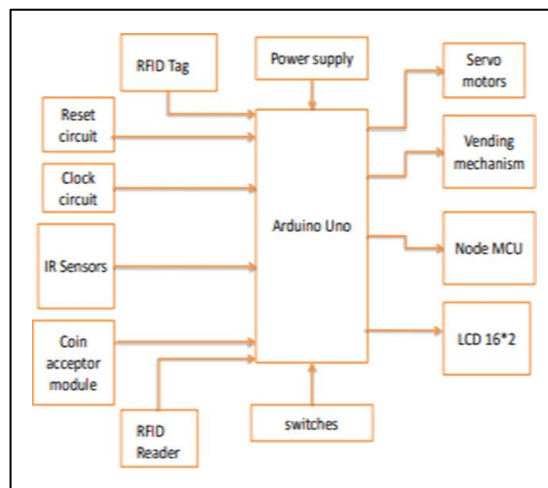 RFID Tag
Power supply
Servo
motors
Reset
circuit
Clock
circuit
Vending
mechanism
Arduino Uno
IR Sensors
Node MCU
Coin
acceptor
module
LCD 16*2
RFID
Reader
switches